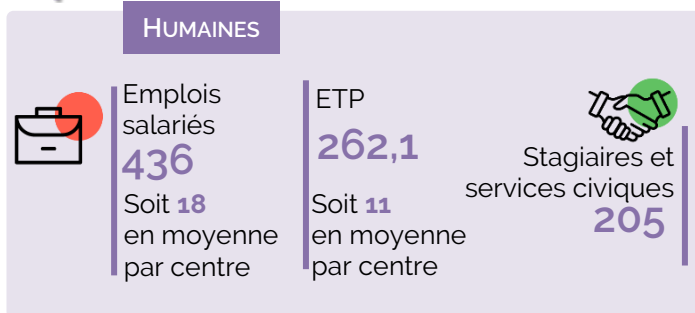 HUMAINES
Emplois
salariés
436
Soit 18
en moyenne
par centre
ETP
262,1
Soit 11
en moyenne
par centre
Stagiaires et
services civiques
205